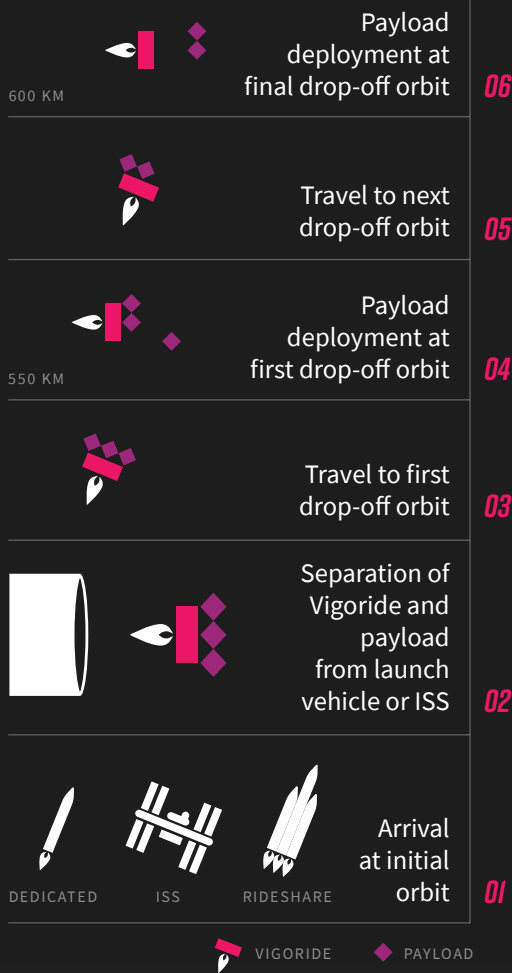 Payload
deployment at
final drop-off orbit
06
600 KM
Travel to next
drop-off orbit
05
Payload
deployment at
first drop-off orbit
04
550 KM
Travel to first
drop-off orbit
03
Separation of
Vigoride and
payload
from launch
vehicle or ISS
02
Arrival
at initial
orbit
01
DEDICATED
ISS
RIDESHARE
VIGORIDE
PAYLOAD